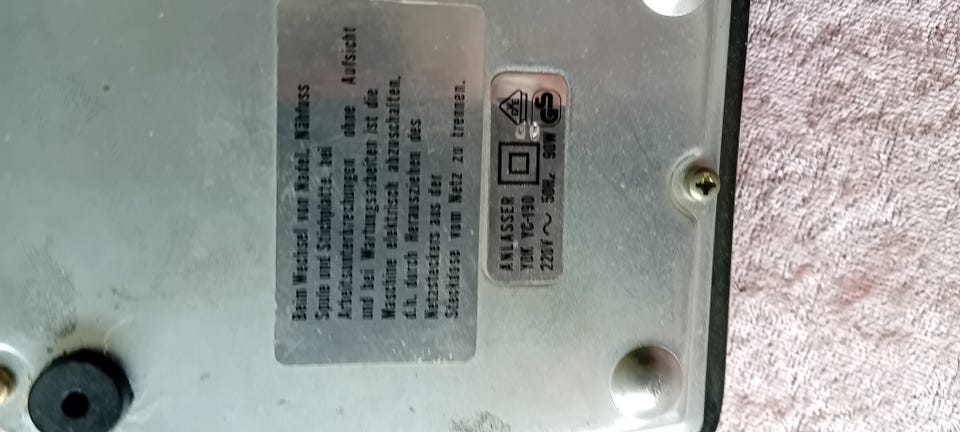 Beim Wechsel von Nadel, Nähfuss
Spule und Stichplatte, bei
Arbeitsunterbrechungen ohne Aufsicht
und bei Wartungsarbeiten ist die
Maschine elektrisch abzuschalten,
d.h. durch Herausziehen des
Netzsteckers aus der
Steckdose vom Netz zu trennen.
ANLASSER
YDK YC-190
220V~ 50Hz 90W
GS